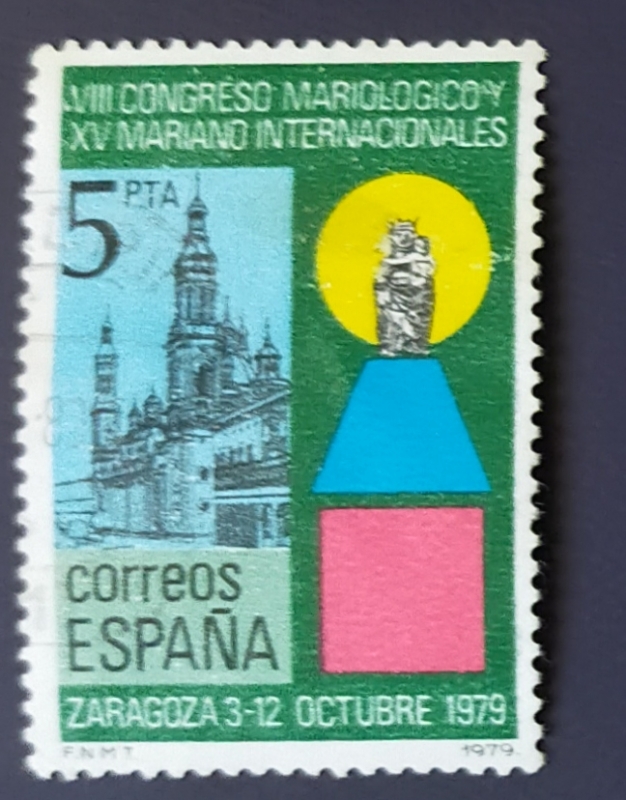 VIII CONGRESO MARIOLOGICO Y
XV MARIANO INTERNACIONALES
5 PTA
correos
ESPAÑA
ZARAGOZA 3-12 OCTUBRE 1979
F.N.M.T. 1979.